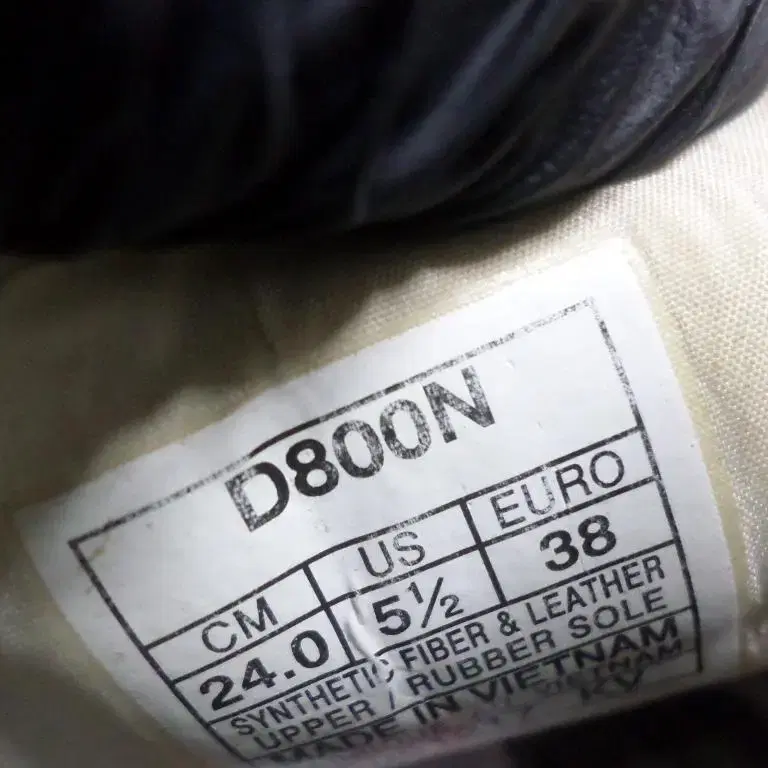 D800N
CM US EURO
24.0 5½ 38
SYNTHETIC FIBER & LEATHER
UPPER / RUBBER SOLE
MADE IN VIETNAM